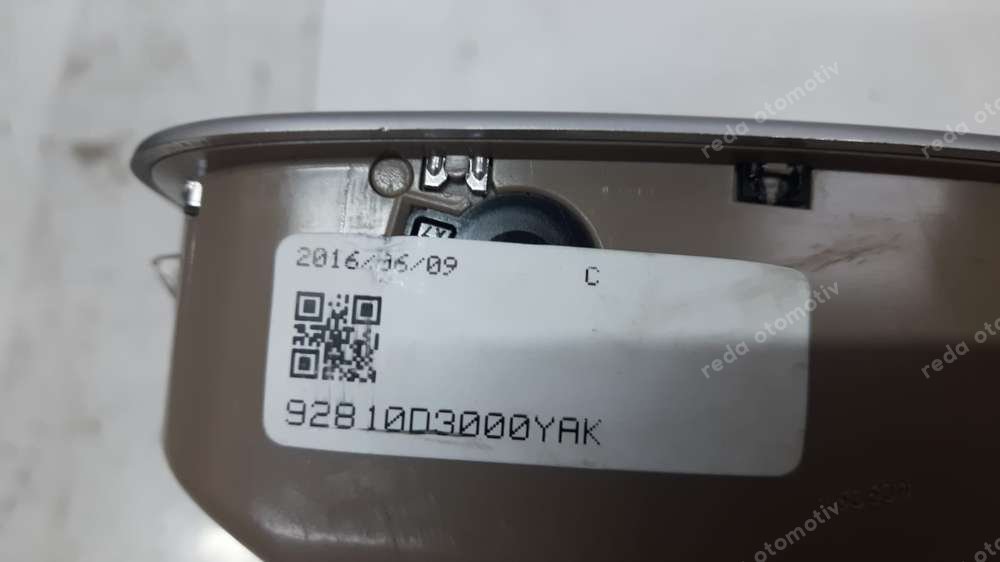 2016/06/09 C
92810D3000YAK
reda otomotiv
reda otomotiv
reda otomotiv
reda otomotiv
reda otomotiv